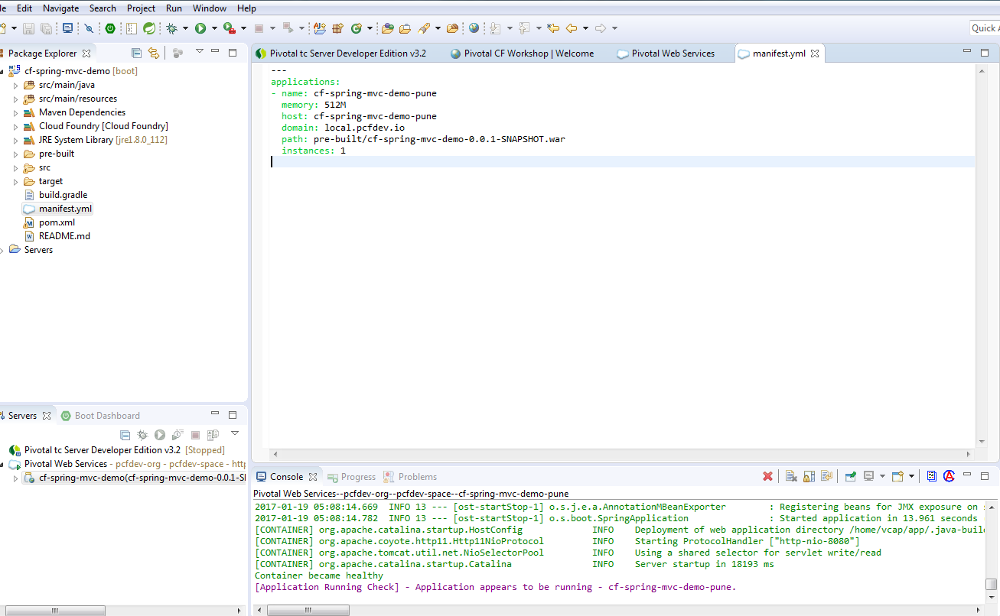 le Edit Navigate Search Project Run Window Help
Quick A
Package Explorer
cf-spring-mvc-demo [boot]
src/main/java
src/main/resources
Maven Dependencies
Cloud Foundry [Cloud Foundry]
JRE System Library [jre1.8.0_112]
pre-built
src
target
build.gradle
manifest.yml
pom.xml
README.md
Servers
Pivotal tc Server Developer Edition v3.2 Pivotal CF Workshop | Welcome Pivotal Web Services manifest.yml
---
applications:
- name: cf-spring-mvc-demo-pune
memory: 512M
host: cf-spring-mvc-demo-pune
domain: local.pcfdev.io
path: pre-built/cf-spring-mvc-demo-0.0.1-SNAPSHOT.war
instances: 1
Servers Boot Dashboard
Pivotal tc Server Developer Edition v3.2 [Stopped]
Pivotal Web Services - pcfdev-org - pcfdev-space - http
cf-spring-mvc-demo(cf-spring-mvc-demo-0.0.1-S
Console Progress Problems
Pivotal Web Services--pcfdev-org--pcfdev-space--cf-spring-mvc-demo-pune
2017-01-19 05:08:14.669 INFO 13 --- [ost-startStop-1] o.s.j.e.a.AnnotationMBeanExporter : Registering beans for JMX exposure on
2017-01-19 05:08:14.782 INFO 13 --- [ost-startStop-1] o.s.boot.SpringApplication : Started application in 13.961 seconds
[CONTAINER] org.apache.catalina.startup.HostConfig INFO Deployment of web application directory /home/vcap/app/.java-build
[CONTAINER] org.apache.coyote.http11.Http11NioProtocol INFO Starting ProtocolHandler ["http-nio-8080"]
[CONTAINER] org.apache.tomcat.util.net.NioSelectorPool INFO Using a shared selector for servlet write/read
[CONTAINER] org.apache.catalina.startup.Catalina INFO Server startup in 18193 ms
Container became healthy
[Application Running Check] - Application appears to be running - cf-spring-mvc-demo-pune.